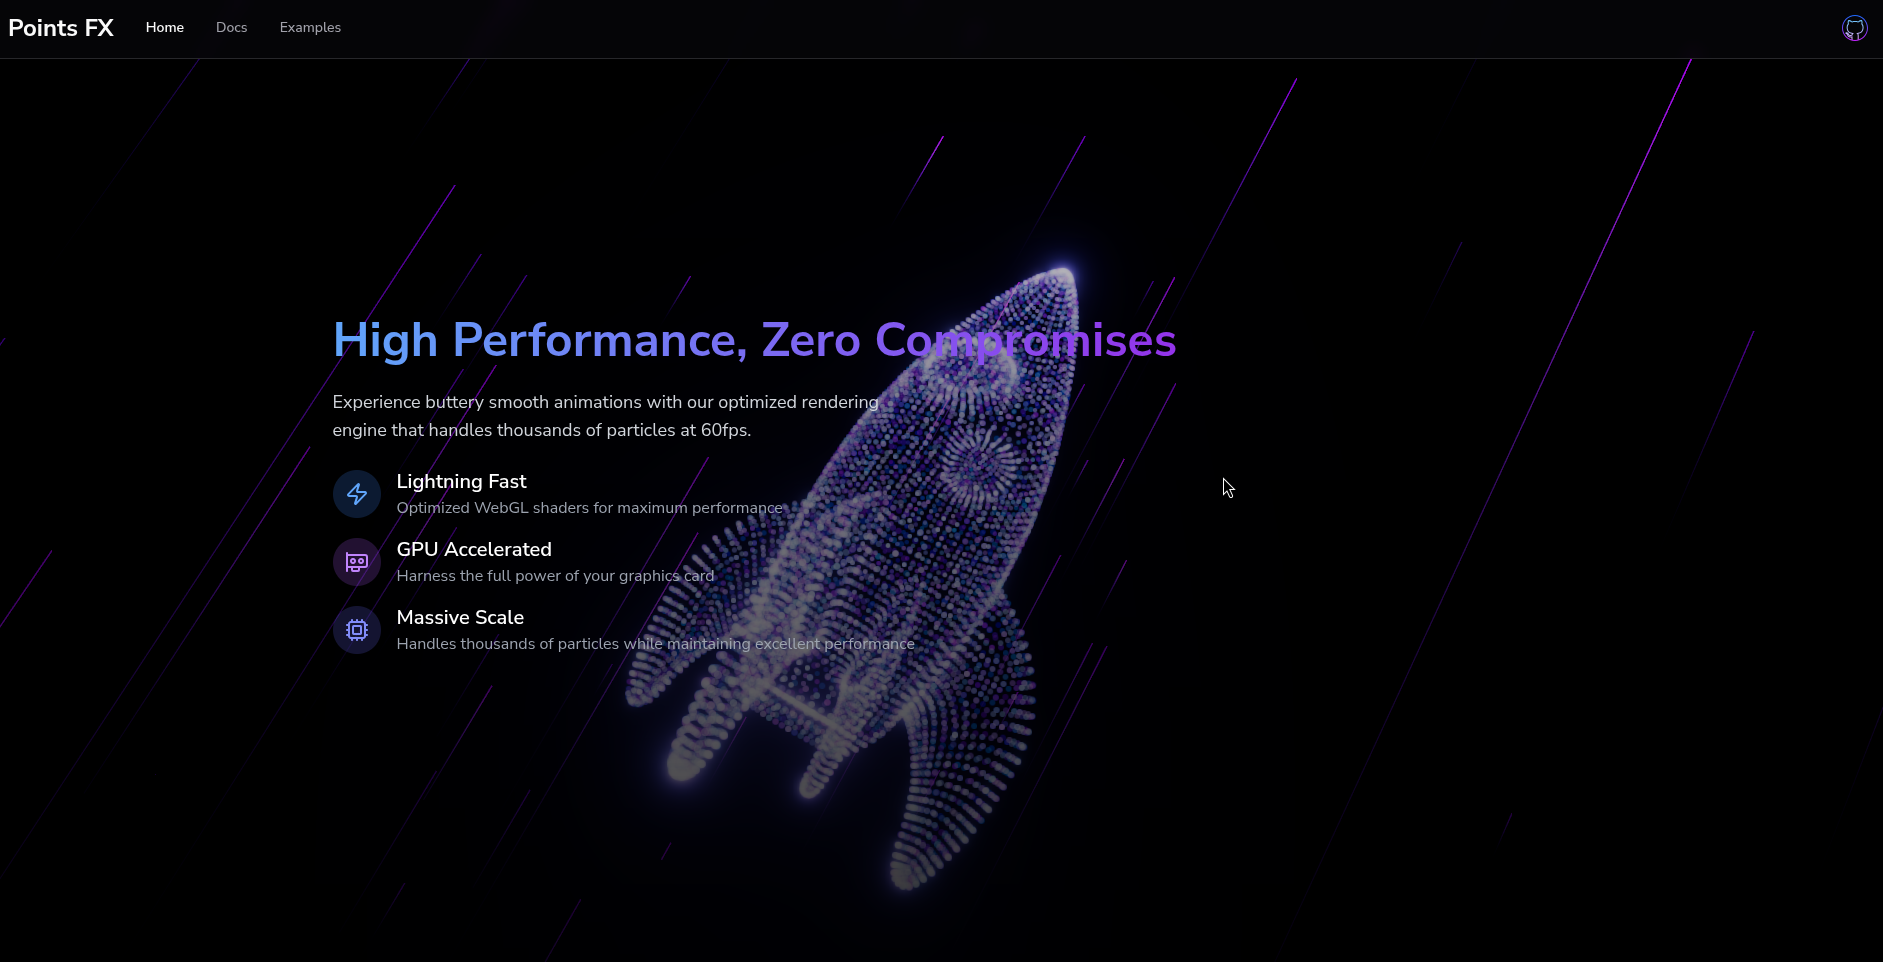 Points FX
Home
Docs
Examples
High Performance, Zero Compromises
Experience buttery smooth animations with our optimized rendering
engine that handles thousands of particles at 60fps.
Lightning Fast
Optimized WebGL shaders for maximum performance
GPU Accelerated
Harness the full power of your graphics card
Massive Scale
Handles thousands of particles while maintaining excellent performance